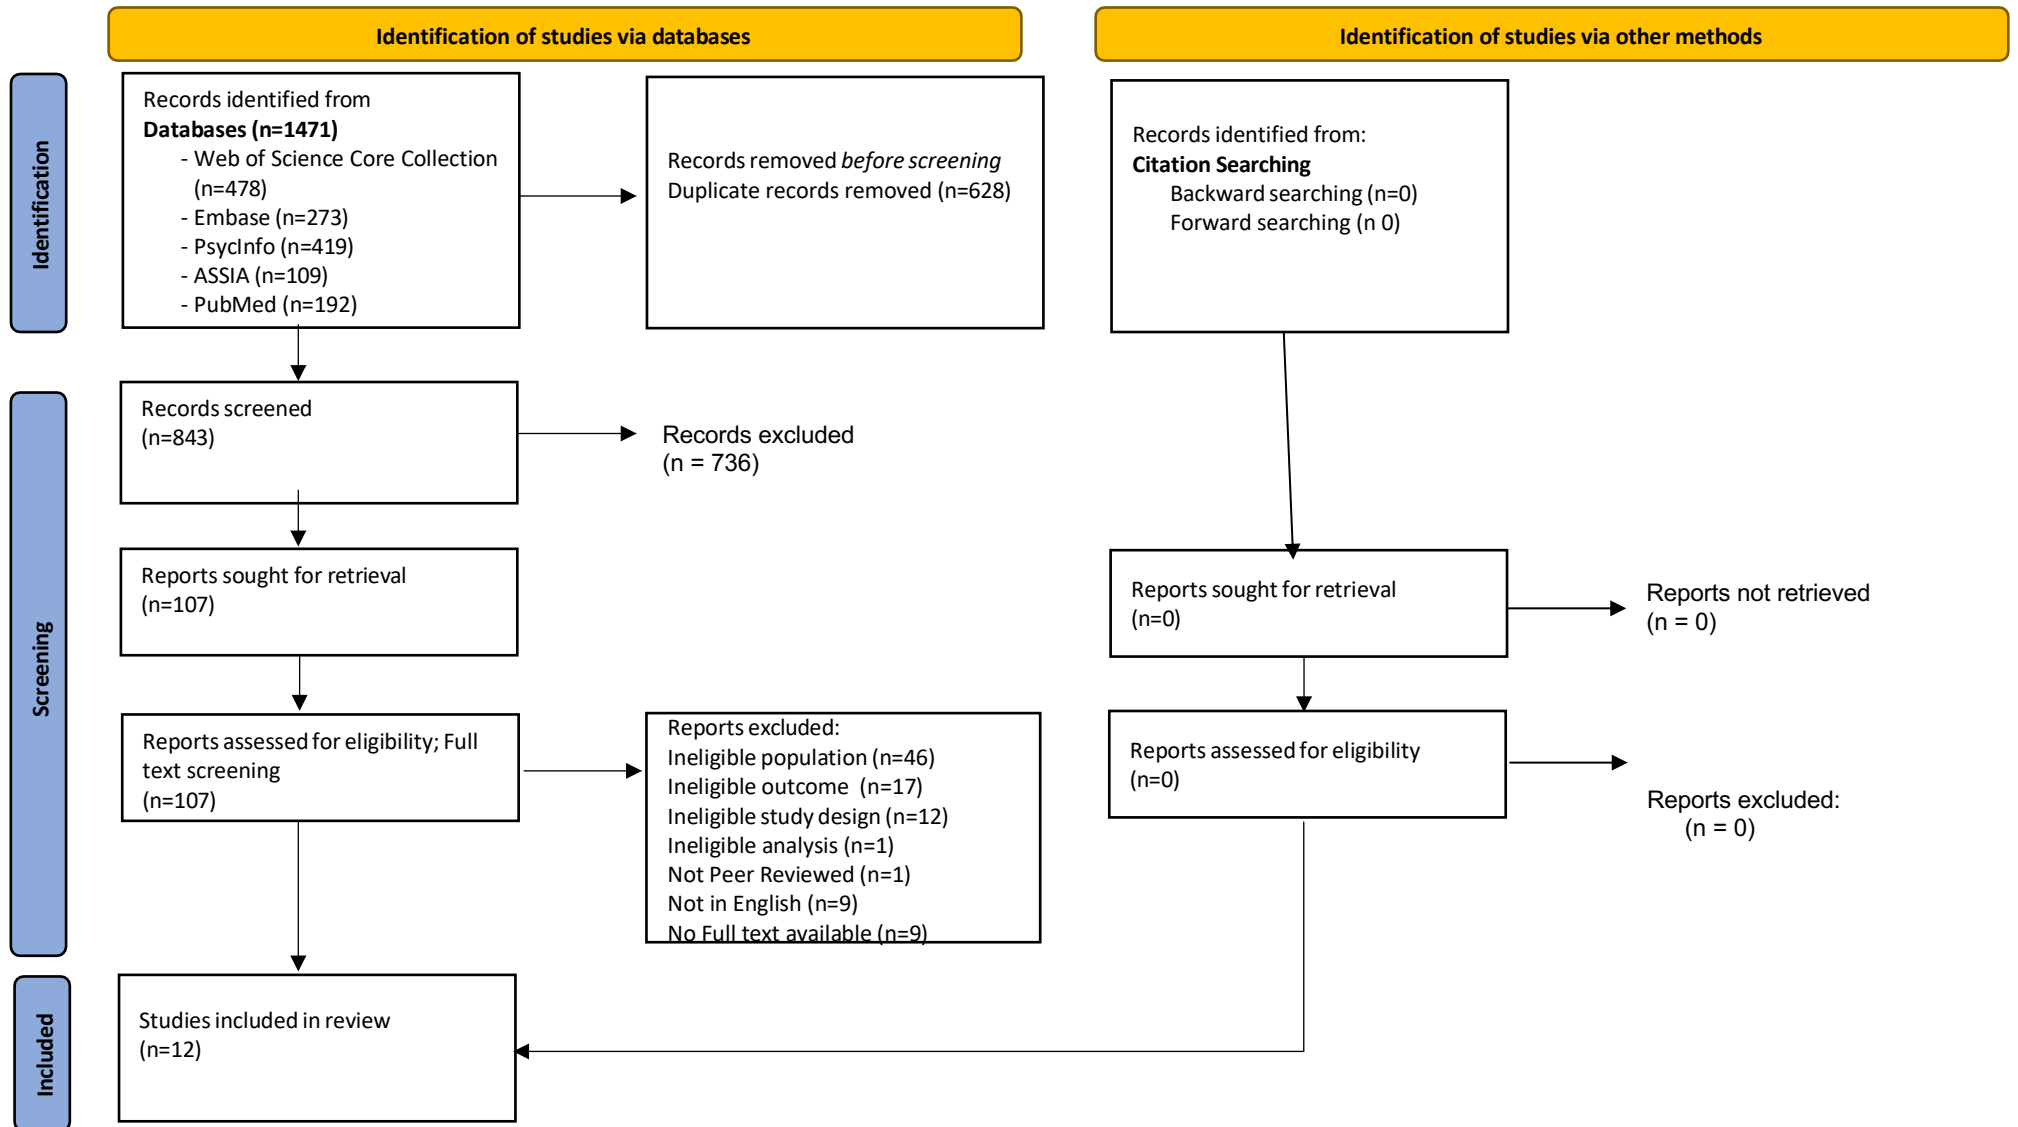 Identification of studies via databases
Identification of studies via other methods
Identification
Records identified from
Databases (n=1471)
- Web of Science Core Collection
(n=478)
- Embase (n=273)
- PsycInfo (n=419)
- ASSIA (n=109)
- PubMed (n=192)
Records removed before screening
Duplicate records removed (n=628)
Records identified from:
Citation Searching
Backward searching (n=0)
Forward searching (n 0)
Screening
Records screened
(n=843)
Records excluded
(n = 736)
Reports sought for retrieval
(n=107)
Reports sought for retrieval
(n=0)
Reports not retrieved
(n = 0)
Reports assessed for eligibility; Full
text screening
(n=107)
Reports excluded:
Ineligible population (n=46)
Ineligible outcome  (n=17)
Ineligible study design (n=12)
Ineligible analysis (n=1)
Not Peer Reviewed (n=1)
Not in English (n=9)
No Full text available (n=9)
Reports assessed for eligibility
(n=0)
Reports excluded:
(n = 0)
Included
Studies included in review
(n=12)